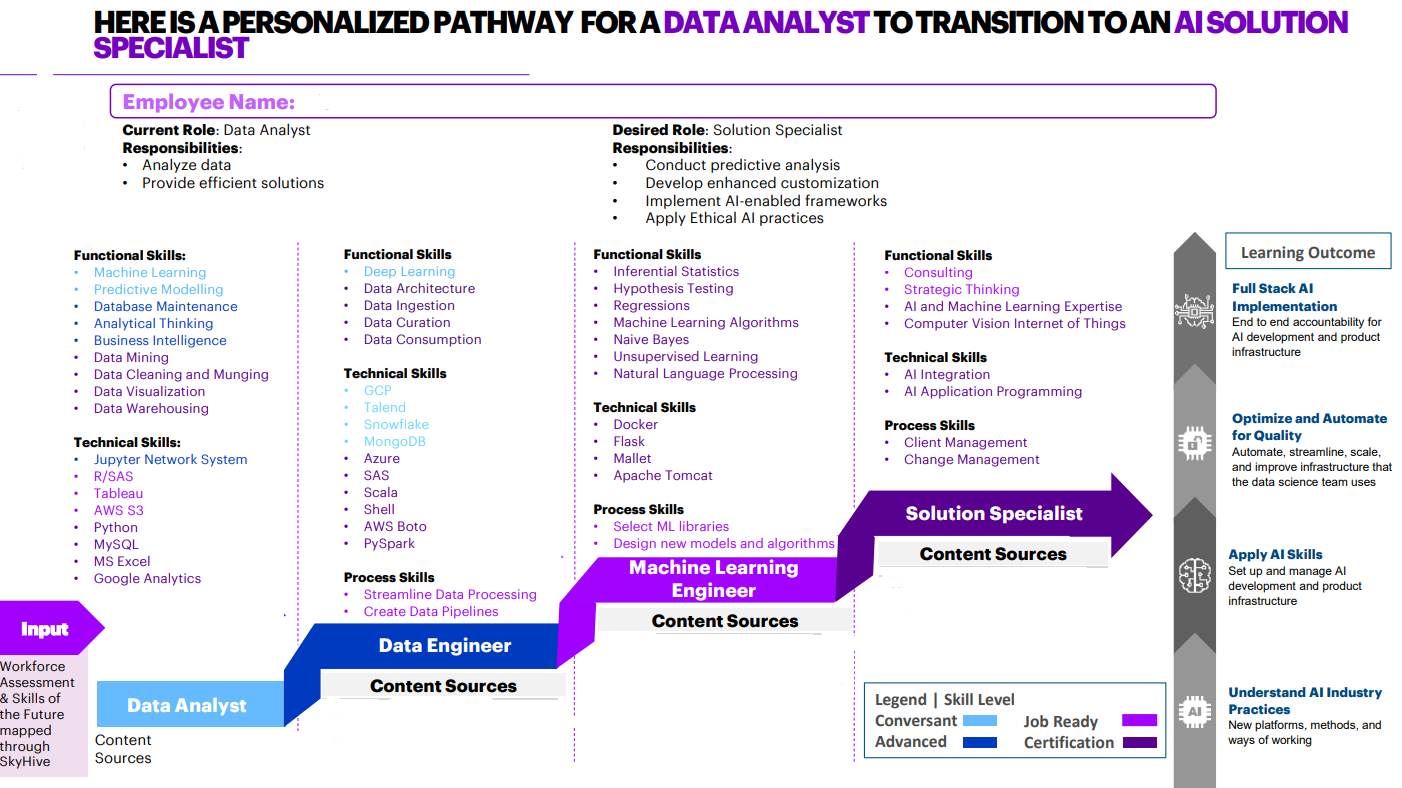 HERE IS A PERSONALIZED PATHWAY FOR A DATA ANALYST TO TRANSITION TO AN AI SOLUTION
SPECIALIST
Employee Name:
Current Role: Data Analyst
Responsibilities:
• Analyze data
• Provide efficient solutions
Desired Role: Solution Specialist
Responsibilities:
• Conduct predictive analysis
• Develop enhanced customization
• Implement AI-enabled frameworks
• Apply Ethical AI practices
Functional Skills:
• Machine Learning
• Predictive Modelling
• Database Maintenance
• Analytical Thinking
• Business Intelligence
• Data Mining
• Data Cleaning and Munging
• Data Visualization
• Data Warehousing
Technical Skills:
• Jupyter Network System
• R/SAS
• Tableau
• AWS S3
• Python
• MySQL
• MS Excel
• Google Analytics
Input
Workforce
Assessment
& Skills of
the Future
mapped
through
SkyHive
Data Analyst
Content
Sources
Functional Skills
• Deep Learning
• Data Architecture
• Data Ingestion
• Data Curation
• Data Consumption
Technical Skills
• GCP
• Talend
• Snowflake
• MongoDB
• Azure
• SAS
• Scala
• Shell
• AWS Boto
• PySpark
Process Skills
• Streamline Data Processing
• Create Data Pipelines
Data Engineer
Content Sources
Functional Skills
• Inferential Statistics
• Hypothesis Testing
• Regressions
• Machine Learning Algorithms
• Naive Bayes
• Unsupervised Learning
• Natural Language Processing
Technical Skills
• Docker
• Flask
• Mallet
• Apache Tomcat
Process Skills
• Select ML libraries
• Design new models and algorithms
Machine Learning
Engineer
Content Sources
Functional Skills
• Consulting
• Strategic Thinking
• AI and Machine Learning Expertise
• Computer Vision Internet of Things
Technical Skills
• AI Integration
• AI Application Programming
Process Skills
• Client Management
• Change Management
Solution Specialist
Content Sources
Legend | Skill Level
Conversant
Job Ready
Advanced
Certification
Learning Outcome
Full Stack AI
Implementation
End to end accountability for
AI development and product
infrastructure
Optimize and Automate
for Quality
Automate, streamline, scale,
and improve infrastructure that
the data science team uses
Apply AI Skills
Set up and manage AI
development and product
infrastructure
AI
Understand AI Industry
Practices
New platforms, methods, and
ways of working